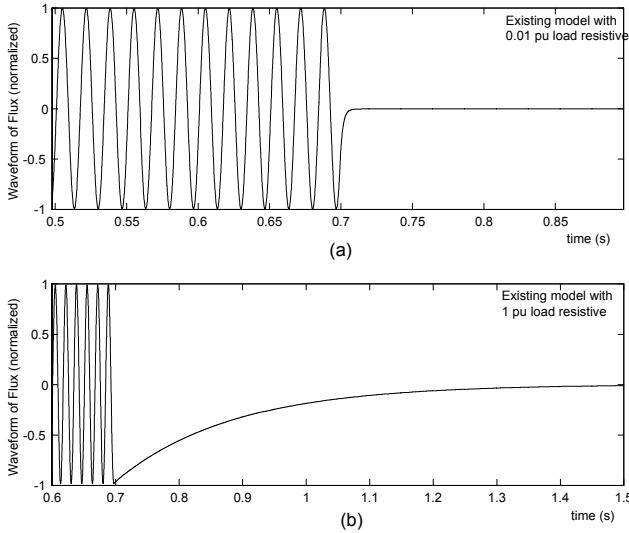 Existing model with
0.01 pu load resistive
Waveform of Flux (normalized)
1
0.5
0
-0.5
-1
0.5 0.55 0.6 0.65 0.7 0.75 0.8 0.85
time (s)
(a)
Existing model with
1 pu load resistive
Waveform of Flux (normalized)
1
0.5
0
-0.5
-1
0.6 0.7 0.8 0.9 1 1.1 1.2 1.3 1.4 1.5
time (s)
(b)